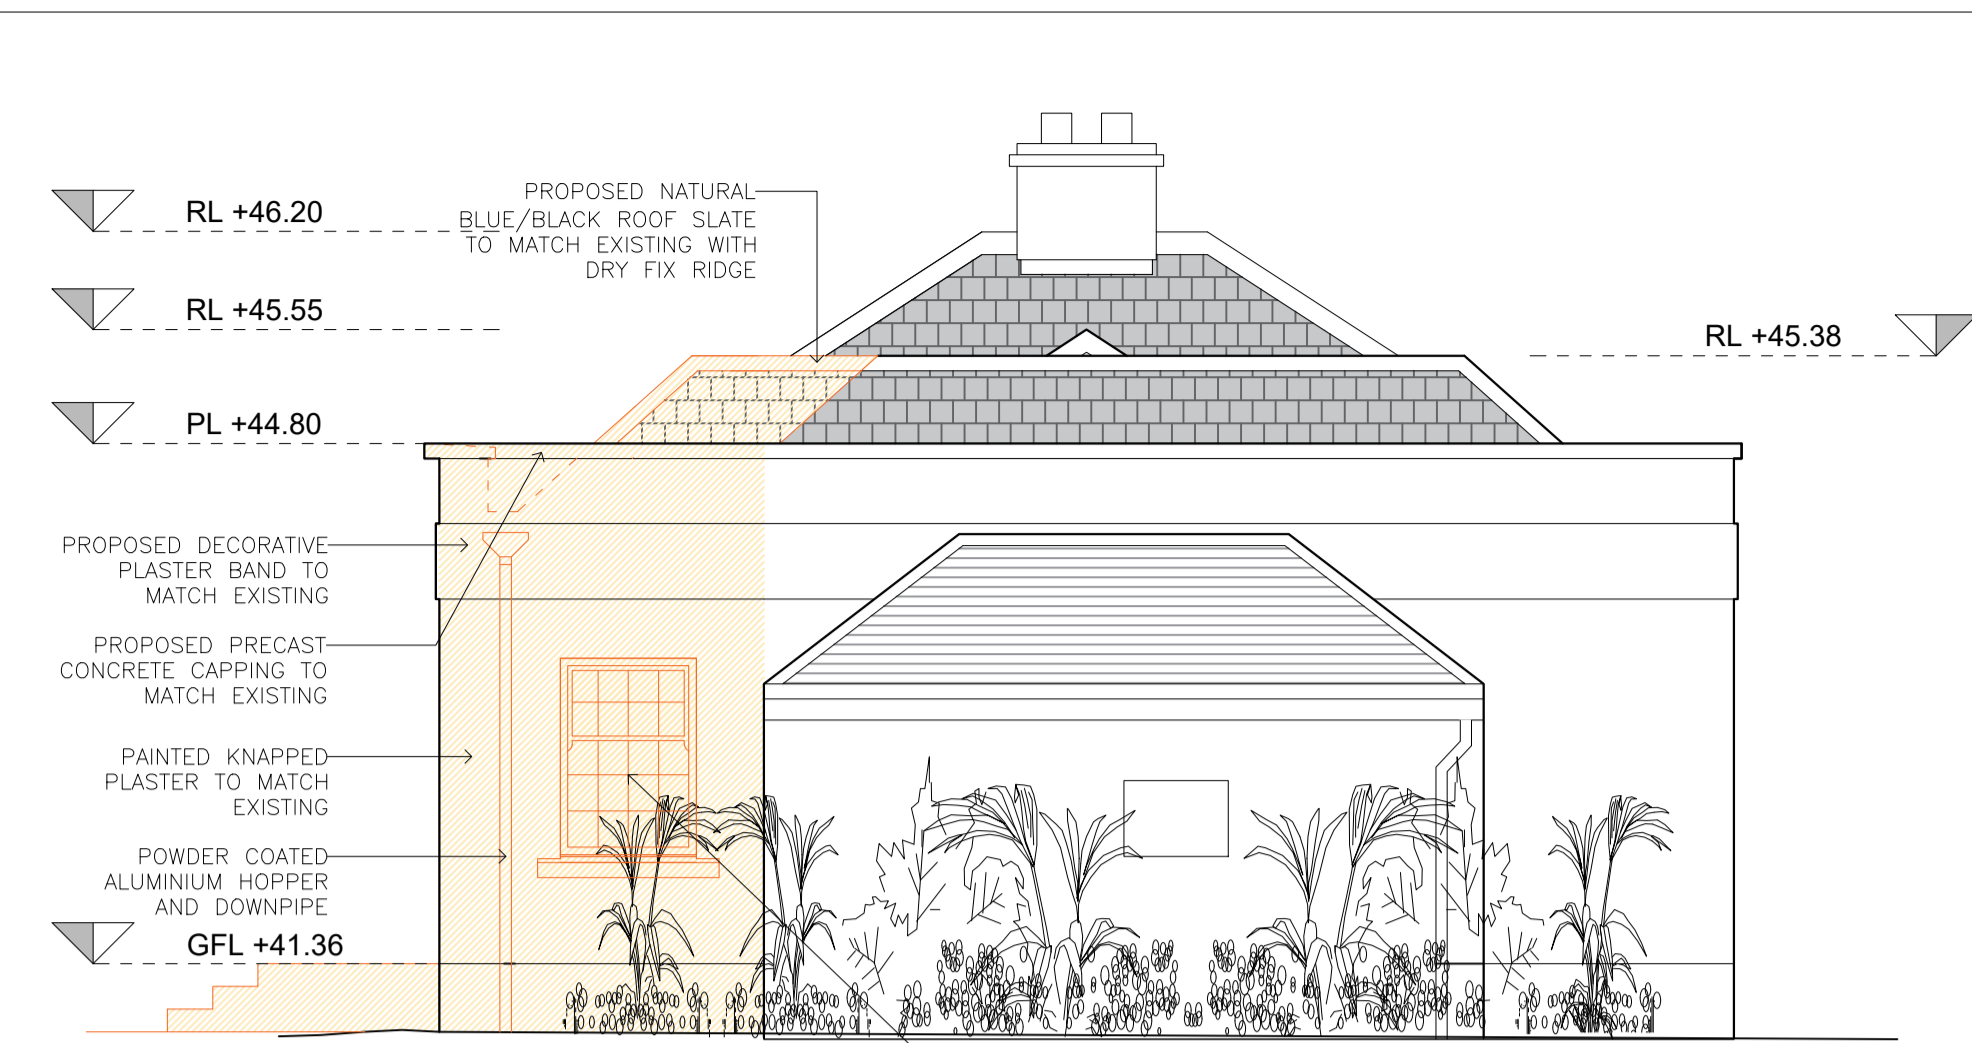 RL +46.20
PROPOSED NATURAL
BLUE/BLACK ROOF SLATE
TO MATCH EXISTING WITH
DRY FIX RIDGE
RL +45.55
RL +45.38
PL +44.80
PROPOSED DECORATIVE
PLASTER BAND TO
MATCH EXISTING
PROPOSED PRECAST
CONCRETE CAPPING TO
MATCH EXISTING
PAINTED KNAPPED
PLASTER TO MATCH
EXISTING
POWDER COATED
ALUMINIUM HOPPER
AND DOWNPIPE
GFL +41.36